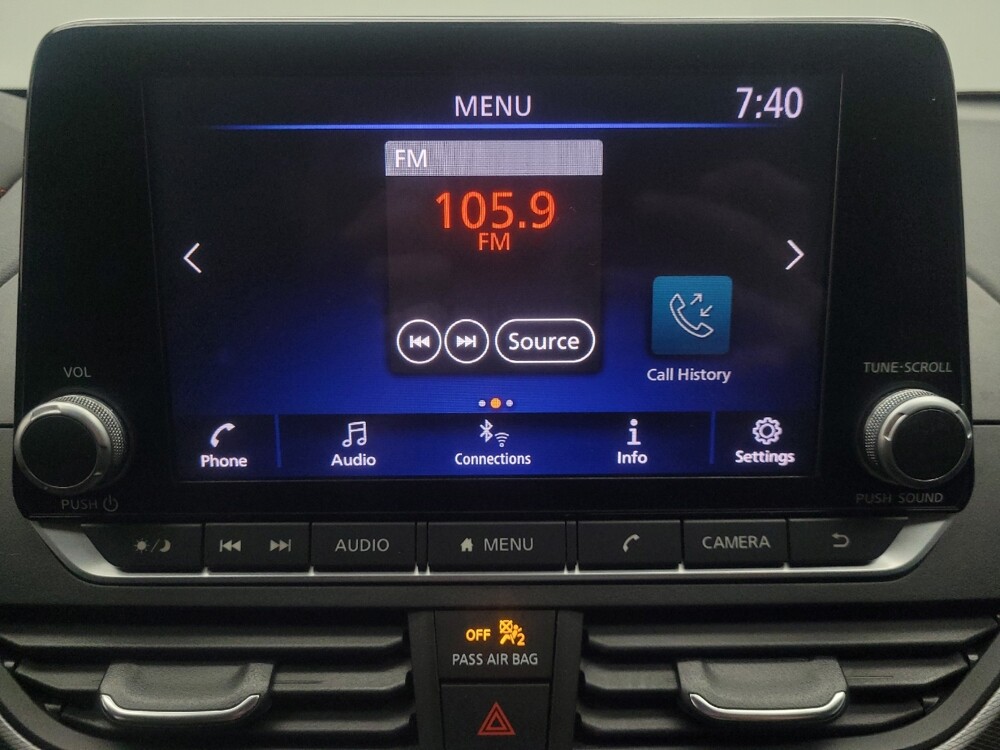 MENU
7:40
FM
105.9
FM
Source
Call History
VOL
TUNE·SCROLL
Phone
Audio
Connections
Info
Settings
PUSH
PUSH SOUND
AUDIO
MENU
CAMERA
OFF 2
PASS AIR BAG